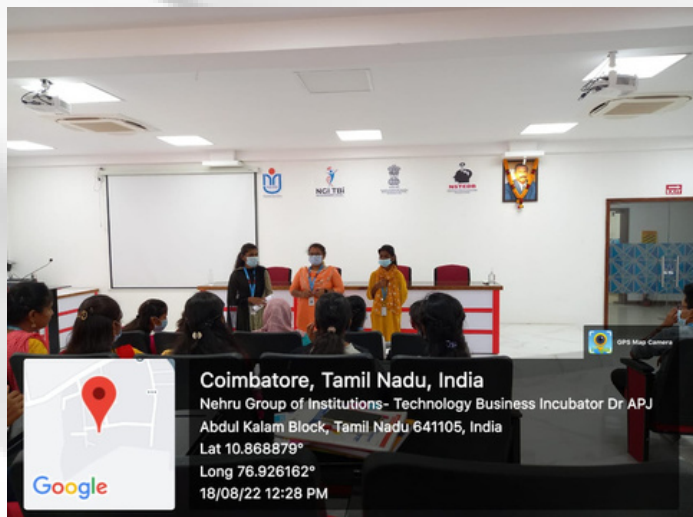 NGI TBI
NSTEDB
EXIT
GPS Map Camera
Coimbatore, Tamil Nadu, India
Nehru Group of Institutions- Technology Business Incubator Dr APJ
Abdul Kalam Block, Tamil Nadu 641105, India
Lat 10.868879°
Long 76.926162°
18/08/22 12:28 PM
Google